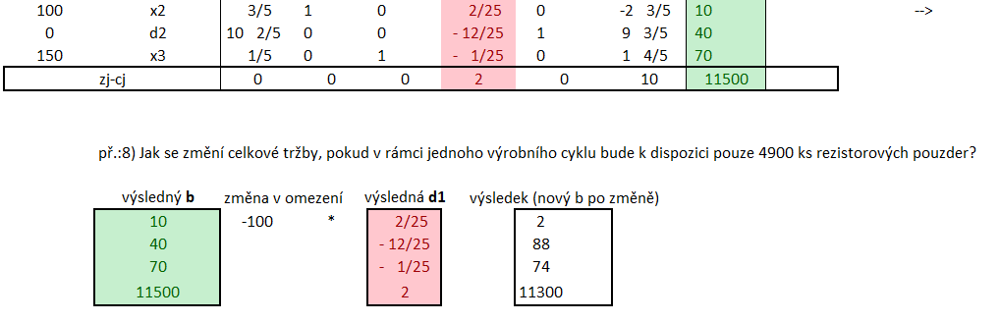 100 x2 3/5 1 0 2/25 0 -2 3/5 10 -->
0 d2 10 2/5 0 0 - 12/25 1 9 3/5 40
150 x3 1/5 0 1 - 1/25 0 1 4/5 70
zj-cj 0 0 0 2 0 10 11500
př.:8) Jak se změní celkové tržby, pokud v rámci jednoho výrobního cyklu bude k dispozici pouze 4900 ks rezistorových pouzder?
výsledný b změna v omezení výsledná d1 výsledek (nový b po změně)
10 -100 * 2/25 2
40 - 12/25 88
70 - 1/25 74
11500 2 11300